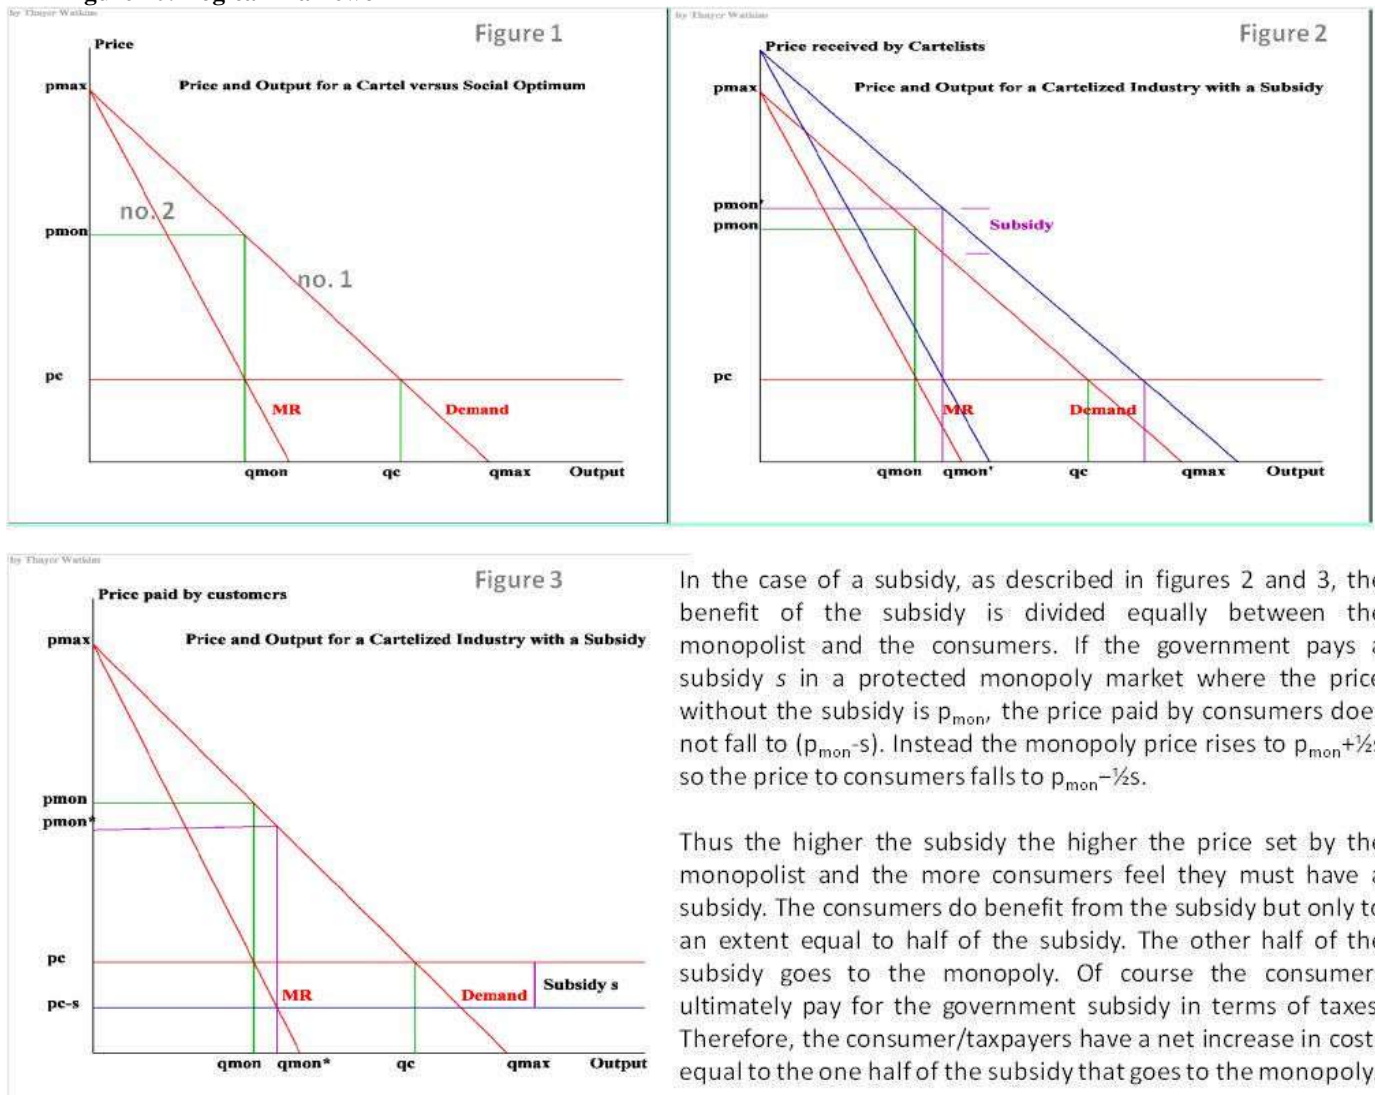 by Thayer Watkins
Figure 1
Price
pmax
Price and Output for a Cartel versus Social Optimum
no. 2
pmon
no. 1
pc
MR
Demand
qmon
qc
qmax
Output
by Thayer Watkins
Figure 2
Price received by Cartelists
pmax
Price and Output for a Cartelized Industry with a Subsidy
pmon'
pmon
Subsidy
pc
MR
Demand
qmon
qmon'
qc
qmax
Output
by Thayer Watkins
Figure 3
Price paid by customers
pmax
Price and Output for a Cartelized Industry with a Subsidy
pmon
pmon*
pc
Subsidy s
pc-s
MR
Demand
qmon
qmon*
qc
qmax
Output
In the case of a subsidy, as described in figures 2 and 3, the
benefit of the subsidy is divided equally between the
monopolist and the consumers. If the government pays a
subsidy s in a protected monopoly market where the price
without the subsidy is pmon, the price paid by consumers doe
not fall to (pmon-s). Instead the monopoly price rises to pmon+½s
so the price to consumers falls to pmon–½s.
Thus the higher the subsidy the higher the price set by the
monopolist and the more consumers feel they must have a
subsidy. The consumers do benefit from the subsidy but only to
an extent equal to half of the subsidy. The other half of the
subsidy goes to the monopoly. Of course the consumer
ultimately pay for the government subsidy in terms of taxes
Therefore, the consumer/taxpayers have a net increase in cost
equal to the one half of the subsidy that goes to the monopoly